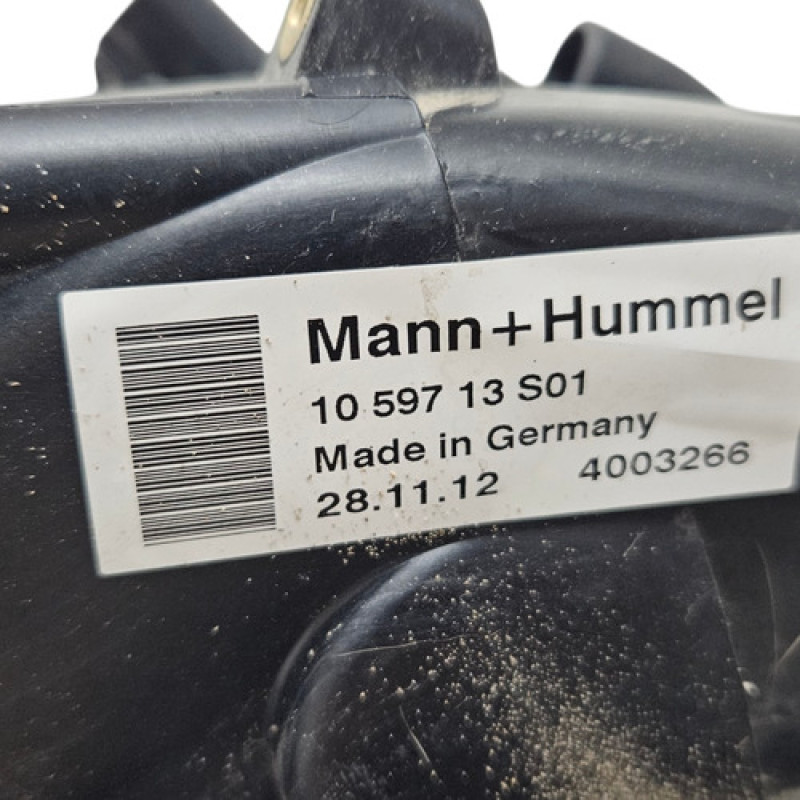 Mann+Hummel
10 597 13 S01
Made in Germany
28.11.12 4003266